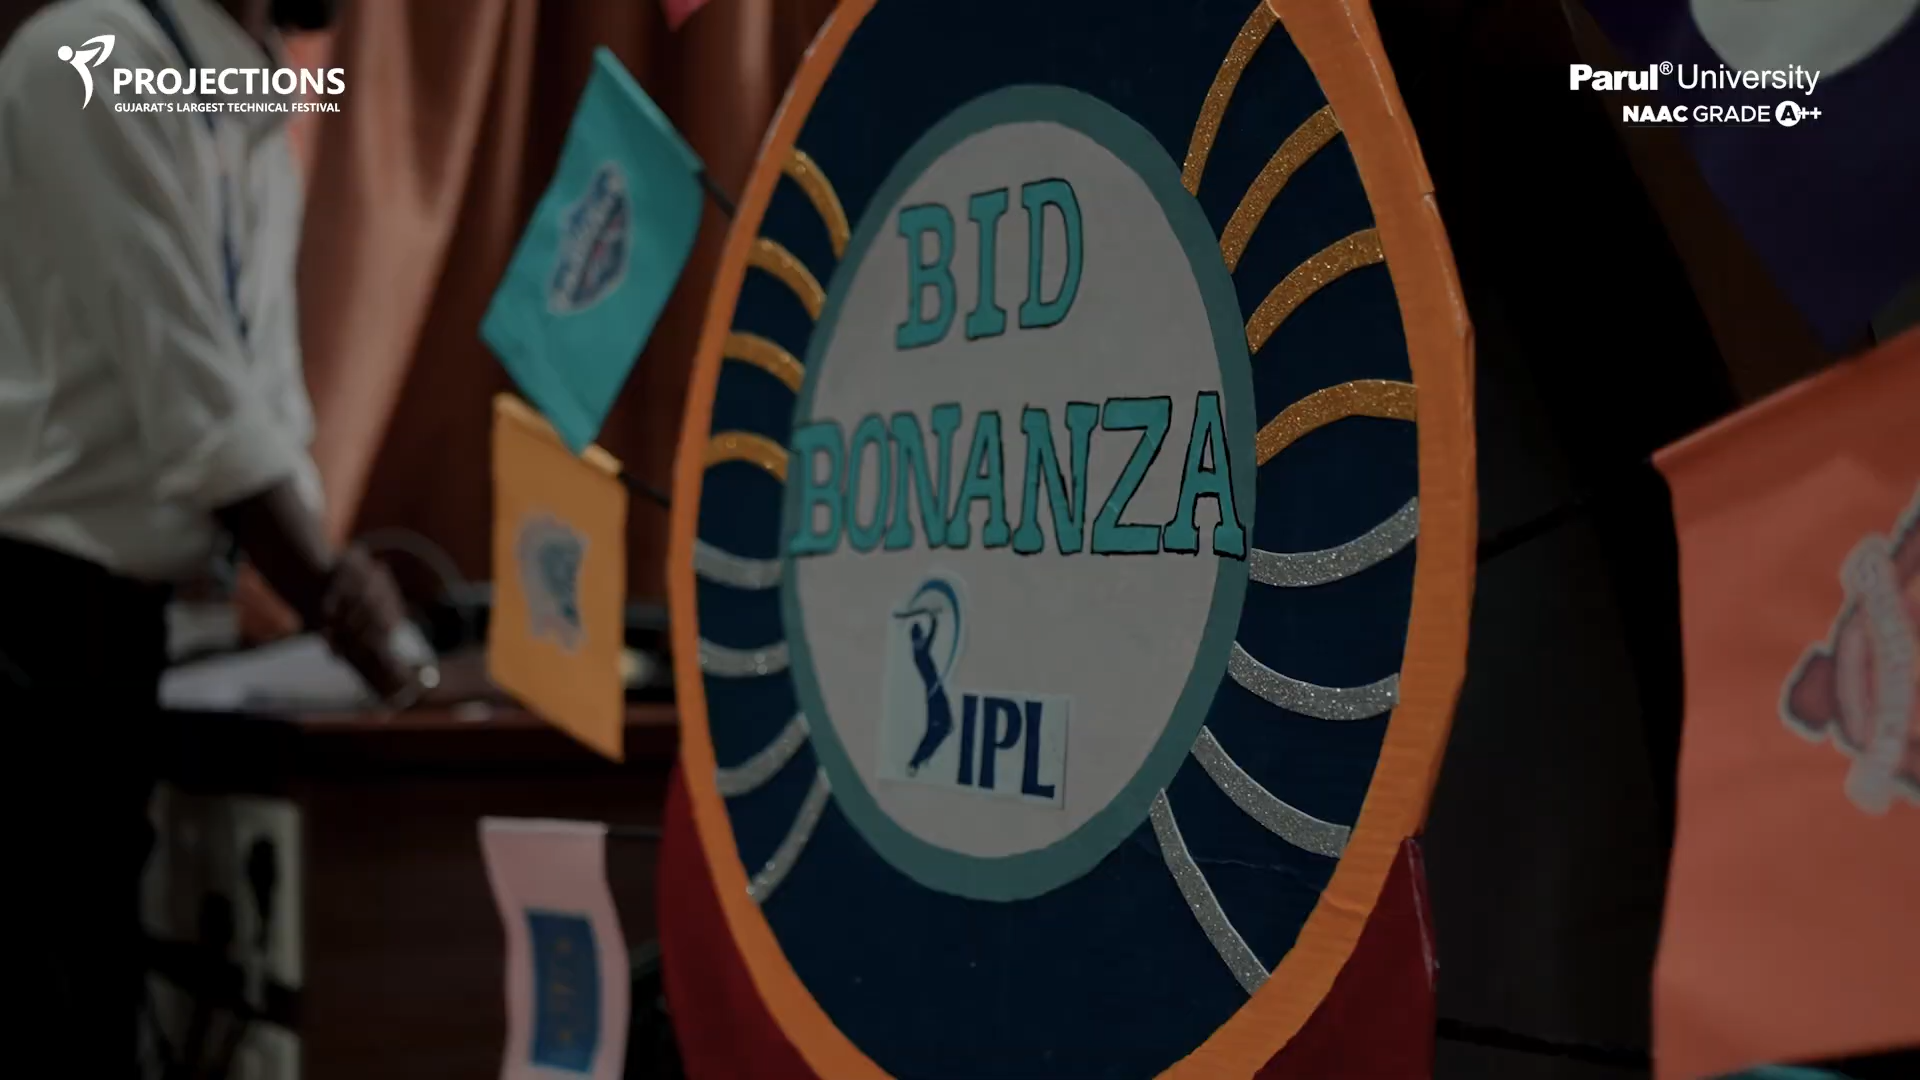 PROJECTIONS
GUJARAT'S LARGEST TECHNICAL FESTIVAL
Parul® University
NAAC GRADE A++
BID
BONANZA
IPL